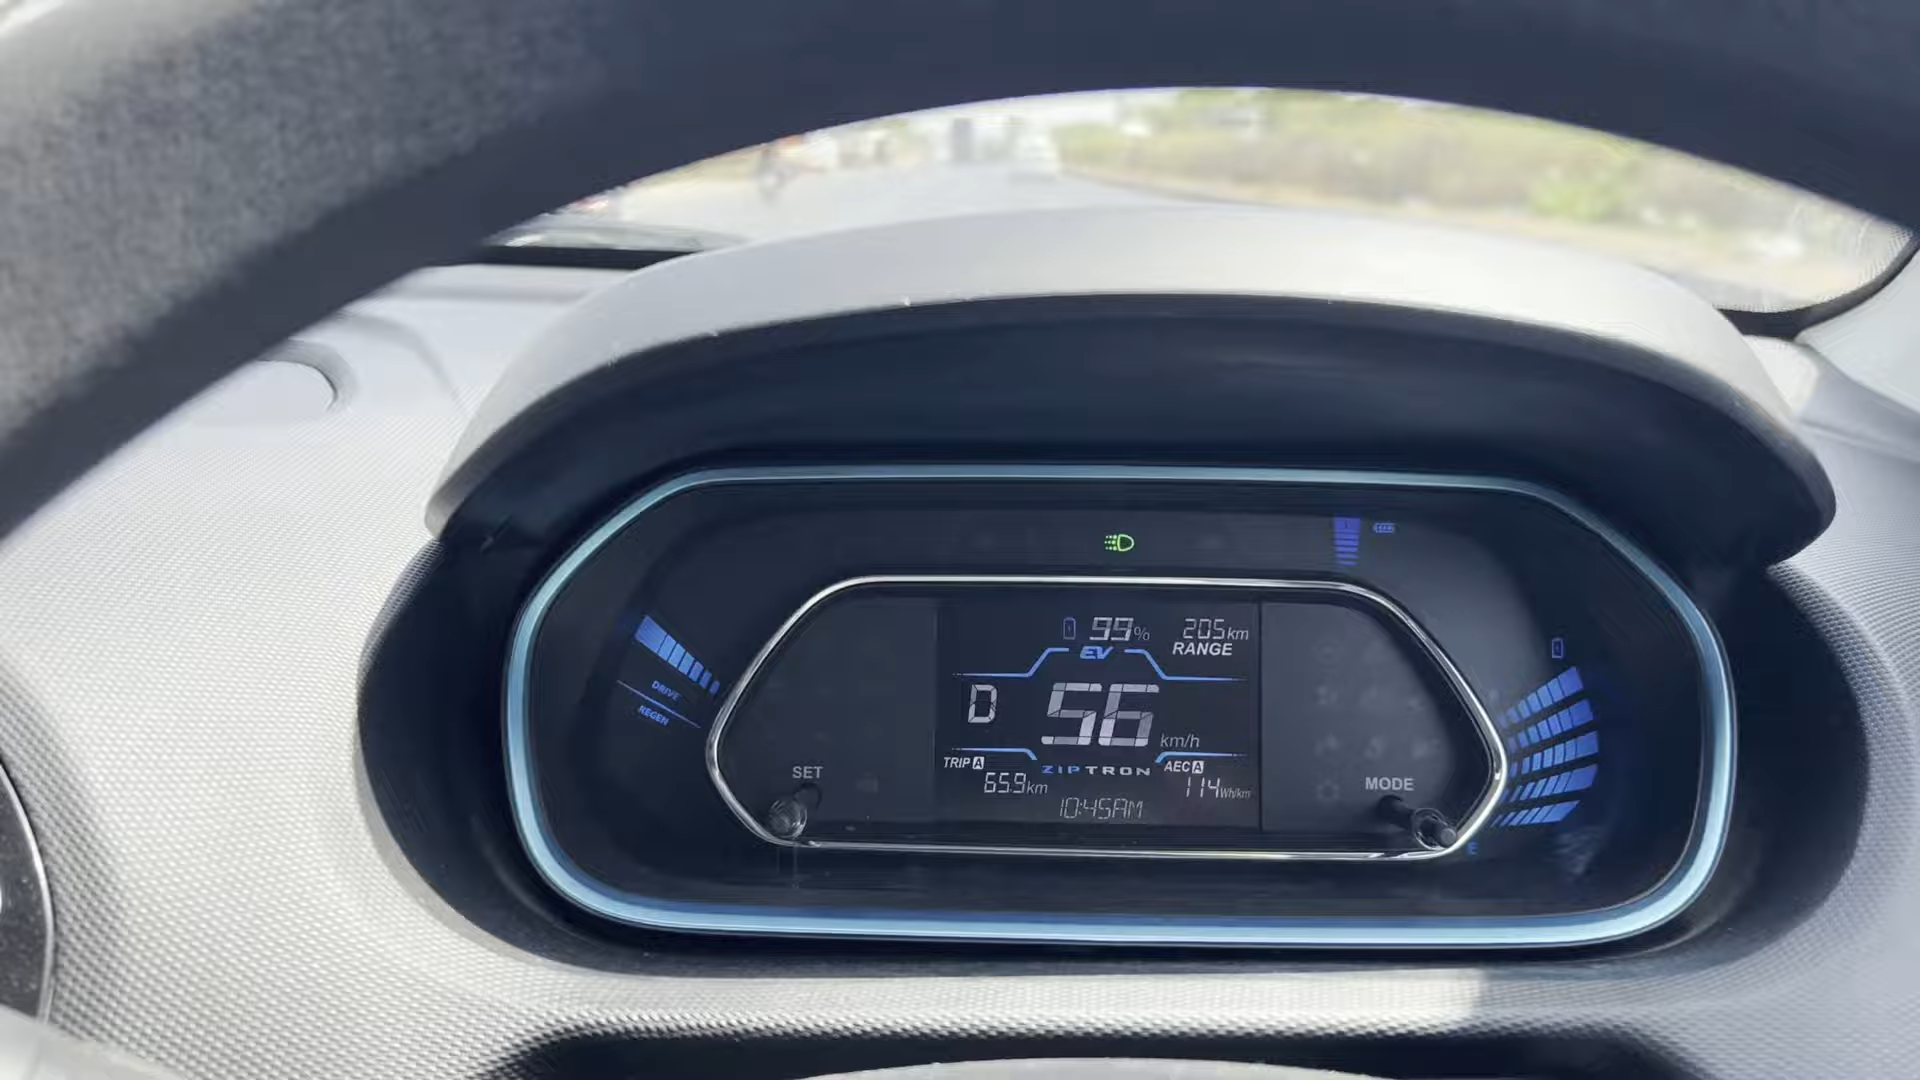 99% 205km
RANGE
EV
DRIVE
REGEN
D 56 km/h
TRIP A ZIPTRON AEC A
65.9km 114Wh/km
10:45AM
SET
MODE
E